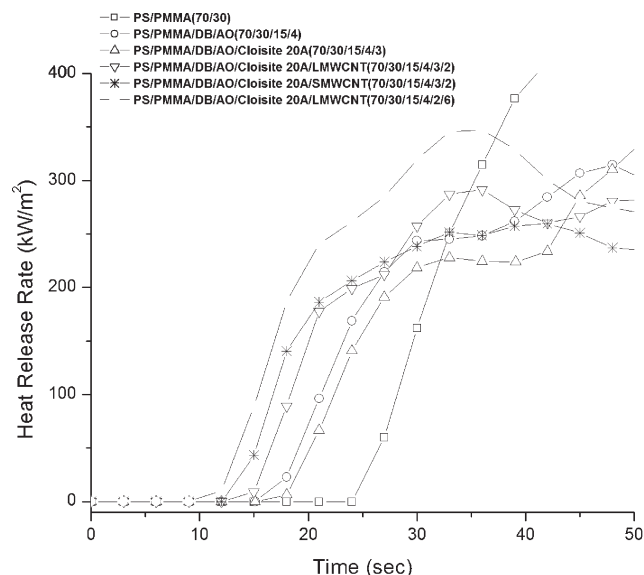 PS/PMMA(70/30)
PS/PMMA/DB/AO(70/30/15/4)
PS/PMMA/DB/AO/Cloisite 20A(70/30/15/4/3)
PS/PMMA/DB/AO/Cloisite 20A/LMWCNT(70/30/15/4/3/2)
PS/PMMA/DB/AO/Cloisite 20A/SMWCNT(70/30/15/4/3/2)
PS/PMMA/DB/AO/Cloisite 20A/LMWCNT(70/30/15/4/2/6)
400
300
200
100
0
Heat Release Rate (kW/m²)
0 10 20 30 40 50
Time (sec)